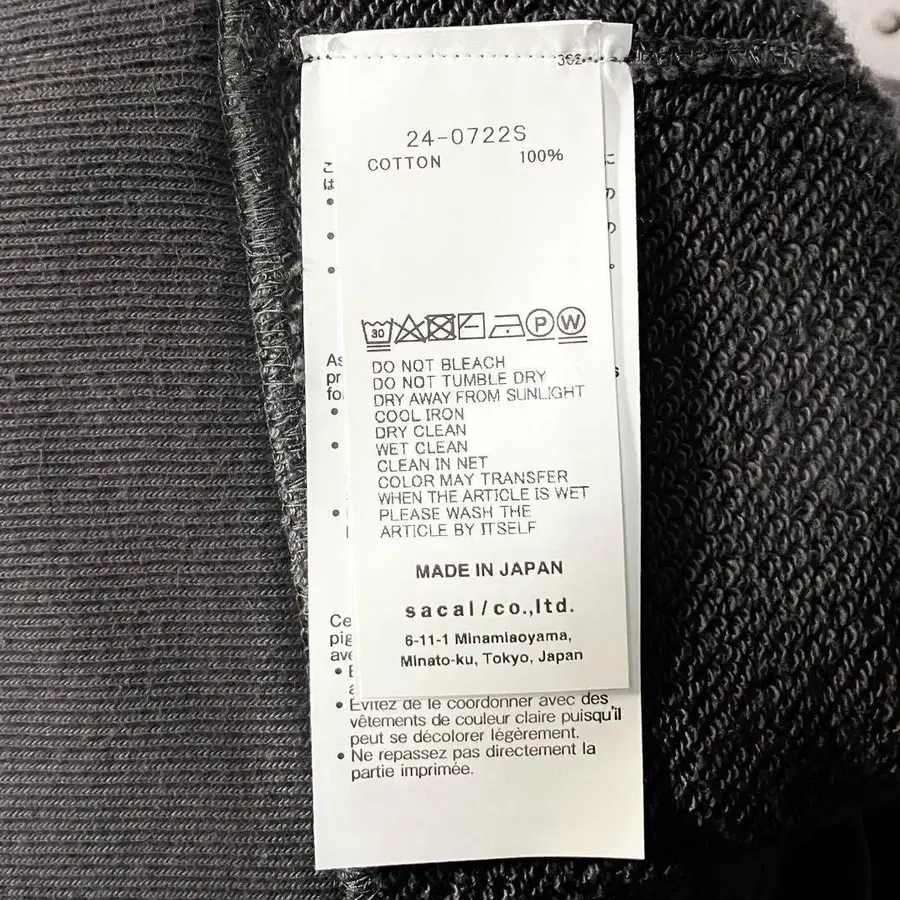 362
24-0722S
COTTON 100%
30
P W
DO NOT BLEACH
DO NOT TUMBLE DRY
DRY AWAY FROM SUNLIGHT
COOL IRON
DRY CLEAN
WET CLEAN
CLEAN IN NET
COLOR MAY TRANSFER
WHEN THE ARTICLE IS WET
PLEASE WASH THE
ARTICLE BY ITSELF
MADE IN JAPAN
sacai/co.,ltd.
6-11-1 Minamiaoyama,
Minato-ku, Tokyo, Japan
• Evitez de le coordonner avec des
vêtements de couleur claire puisqu'il
peut se décolorer légèrement.
• Ne repassez pas directement la
partie imprimée.